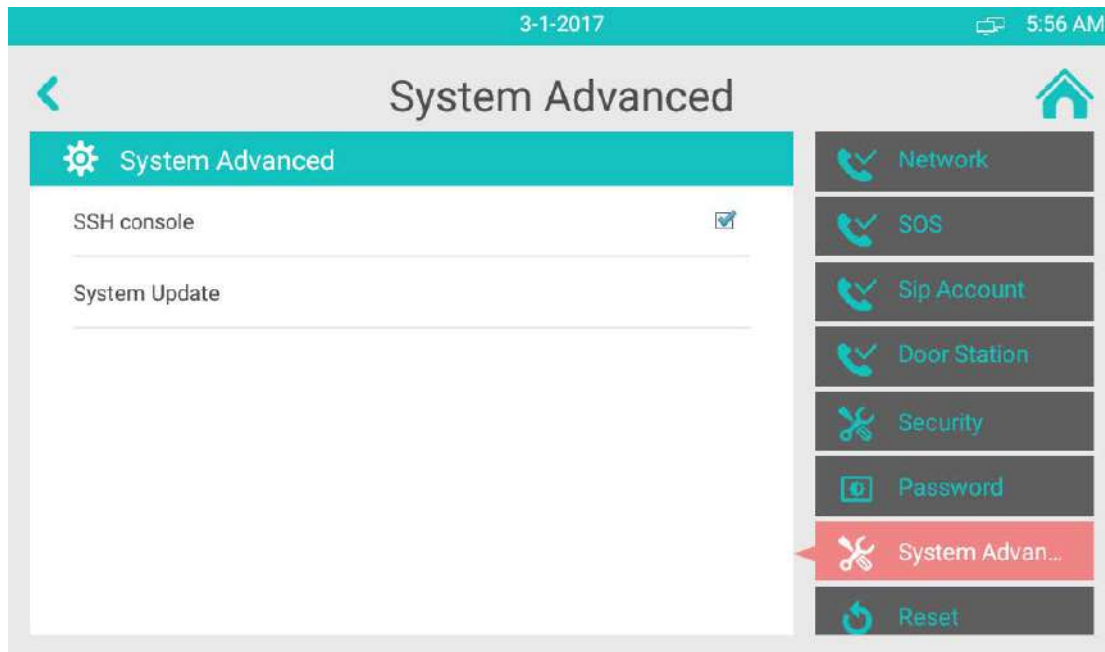 3-1-2017
5:56 AM
System Advanced
System Advanced
SSH console
System Update
Network
SOS
Sip Account
Door Station
Security
Password
System Advan...
Reset